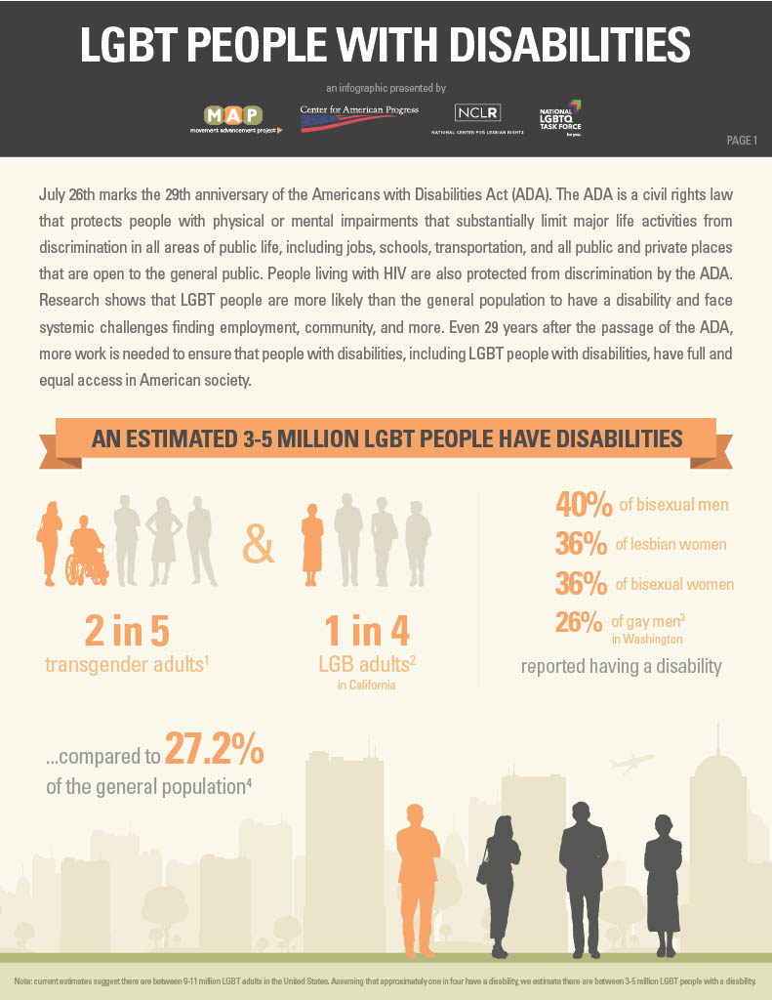 LGBT PEOPLE WITH DISABILITIES
an infographic presented by
MAP
movement advancement project
Center for American Progress
NCLR
NATIONAL CENTER FOR LESBIAN RIGHTS
NATIONAL
LGBTQ
TASK FORCE
be you.
PAGE 1
July 26th marks the 29th anniversary of the Americans with Disabilities Act (ADA). The ADA is a civil rights law
that protects people with physical or mental impairments that substantially limit major life activities from
discrimination in all areas of public life, including jobs, schools, transportation, and all public and private places
that are open to the general public. People living with HIV are also protected from discrimination by the ADA.
Research shows that LGBT people are more likely than the general population to have a disability and face
systemic challenges finding employment, community, and more. Even 29 years after the passage of the ADA,
more work is needed to ensure that people with disabilities, including LGBT people with disabilities, have full and
equal access in American society.
AN ESTIMATED 3-5 MILLION LGBT PEOPLE HAVE DISABILITIES
&
2 in 5
transgender adults¹
1 in 4
LGB adults²
in California
40% of bisexual men
36% of lesbian women
36% of bisexual women
26% of gay men³
in Washington
reported having a disability
...compared to 27.2%
of the general population⁴
Note: current estimates suggest there are between 9-11 million LGBT adults in the United States. Assuming that approximately one in four have a disability, we estimate there are between 3-5 million LGBT people with a disability.